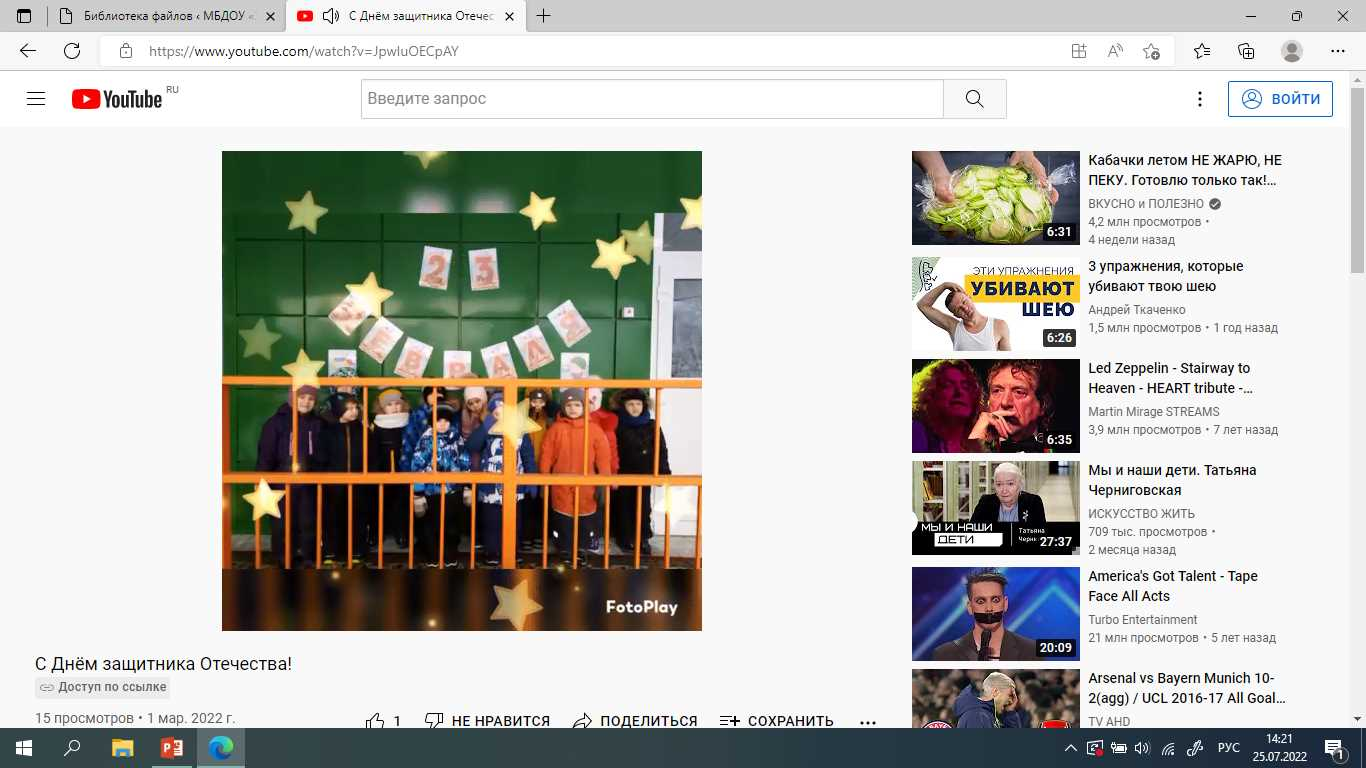 Библиотека файлов ‹ МБДОУ «
С Днём защитника Отечес
https://www.youtube.com/watch?v=JpwIuOECpAY
YouTube RU
Введите запрос
ВОЙТИ
2 3
ЕВРАЛЯ
FotoPlay
С Днём защитника Отечества!
Доступ по ссылке
15 просмотров • 1 мар. 2022 г.
1
НЕ НРАВИТСЯ
ПОДЕЛИТЬСЯ
СОХРАНИТЬ
Кабачки летом НЕ ЖАРЮ, НЕ
ПЕКУ. Готовлю только так!...
ВКУСНО и ПОЛЕЗНО
4,2 млн просмотров •
4 недели назад
6:31
ЭТИ УПРАЖНЕНИЯ
УБИВАЮТ
ШЕЮ
6:26
3 упражнения, которые
убивают твою шею
Андрей Ткаченко
1,5 млн просмотров • 1 год назад
6:35
Led Zeppelin - Stairway to
Heaven - HEART tribute -...
Martin Mirage STREAMS
3,9 млн просмотров • 7 лет назад
МЫ И НАШИ
ДЕТИ
Татьяна
27:37
Мы и наши дети. Татьяна
Черниговская
ИСКУССТВО ЖИТЬ
709 тыс. просмотров •
2 месяца назад
20:09
America's Got Talent - Tape
Face All Acts
Turbo Entertainment
21 млн просмотров • 5 лет назад
Arsenal vs Bayern Munich 10-
2(agg) / UCL 2016-17 All Goal...
TV AHD
РУС
14:21
25.07.2022
1